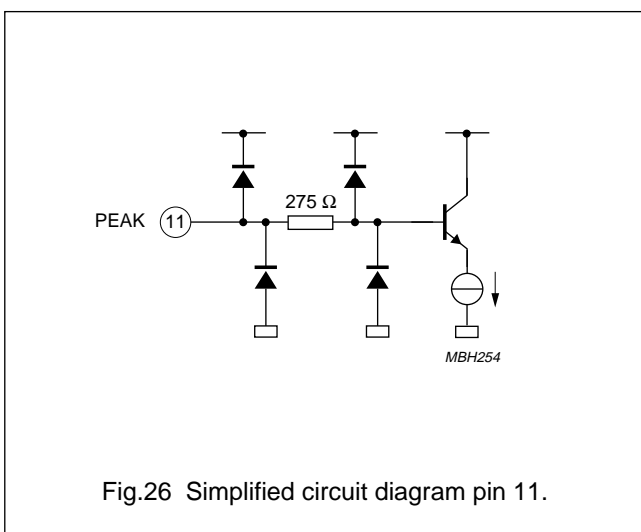 275 Ω
PEAK 11
MBH254
Fig.26 Simplified circuit diagram pin 11.